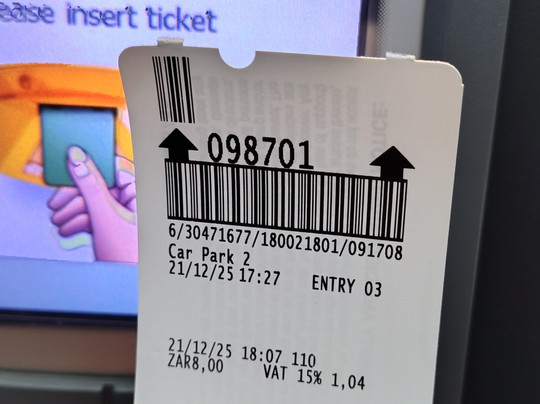 ease insert ticket
098701
6/30471677/180021801/091708
Car Park 2
21/12/25 17:27 ENTRY 03
21/12/25 18:07 110
ZAR8,00 VAT 15% 1,04